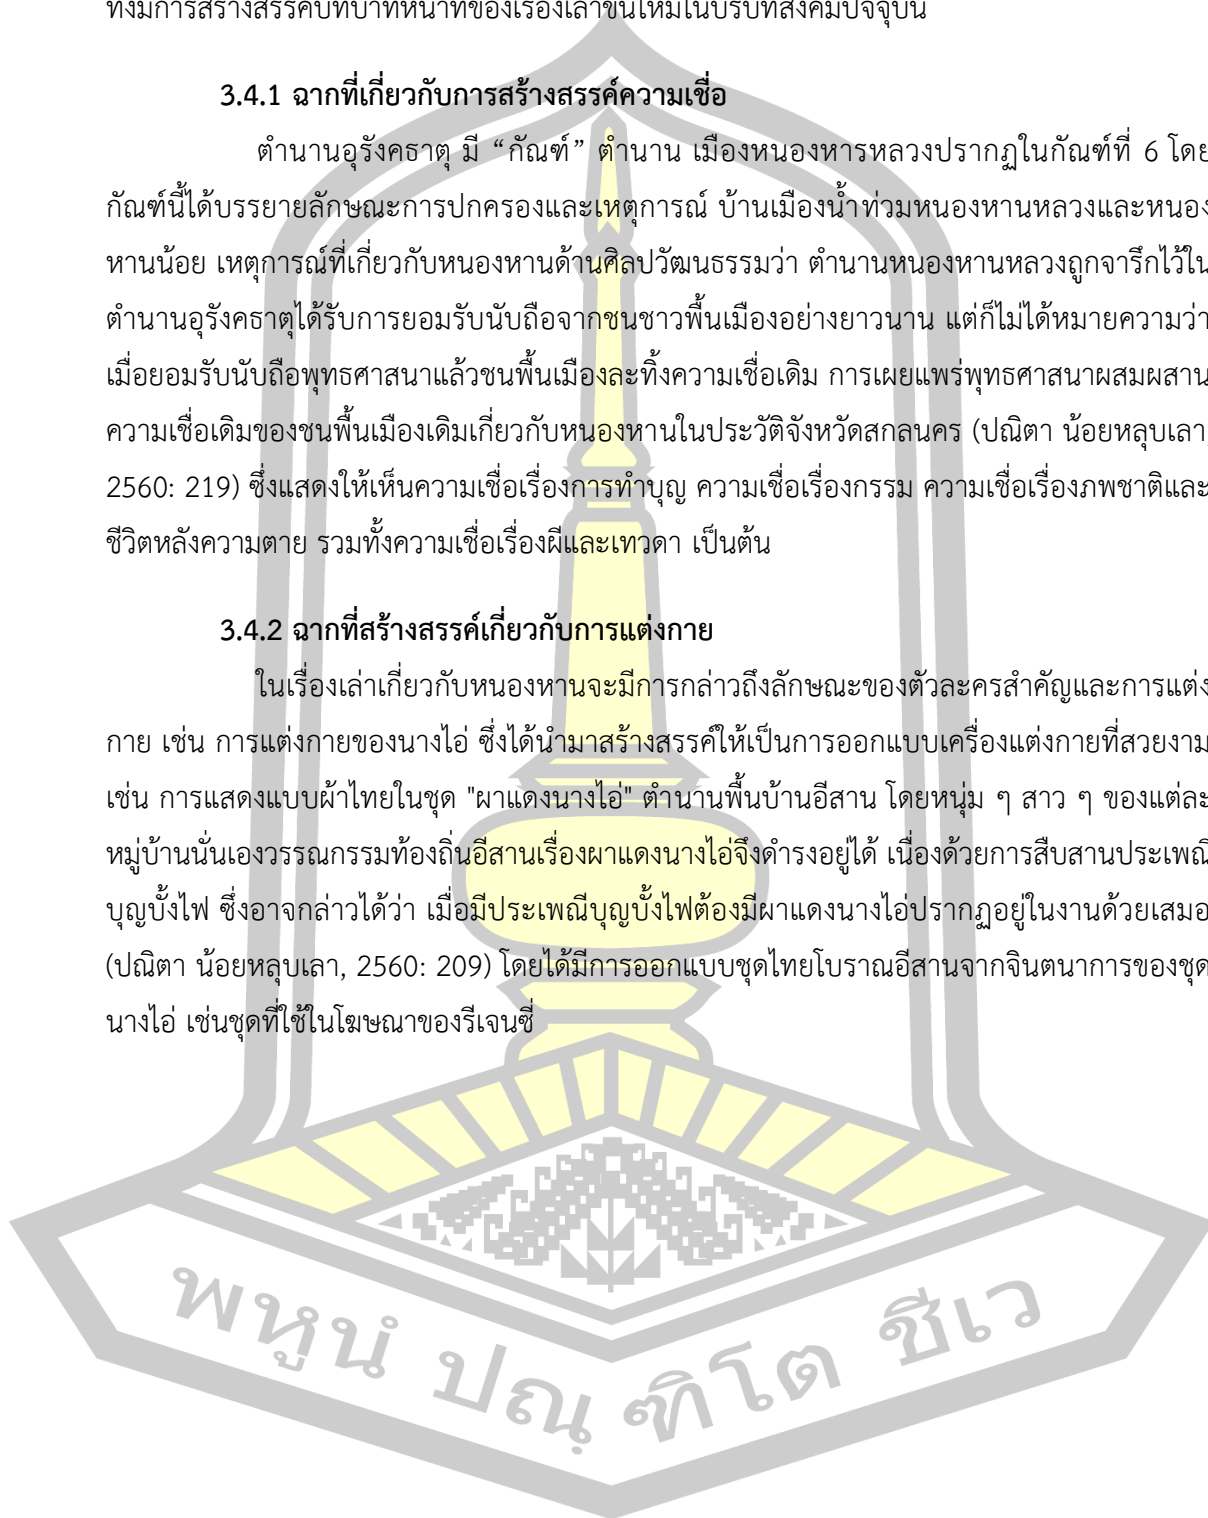 ทั้งมีการสร้างสรรค์บทบาทหน้าที่ของเรื่องเล่าขึ้นใหม่ในบริบทสังคมปัจจุบัน
3.4.1 ฉากที่เกี่ยวกับการสร้างสรรค์ความเชื่อ
ตำนานอุรังคธาตุ มี “กัณฑ์” ตำนาน เมืองหนองหารหลวงปรากฏในกัณฑ์ที่ 6 โดย
กัณฑ์นี้ได้บรรยายลักษณะการปกครองและเหตุการณ์ บ้านเมืองน้ำท่วมหนองหานหลวงและหนอง
หานน้อย เหตุการณ์ที่เกี่ยวกับหนองหานด้านศิลปวัฒนธรรมว่า ตำนานหนองหานหลวงถูกจารึกไว้ใน
ตำนานอุรังคธาตุได้รับการยอมรับนับถือจากชนชาวพื้นเมืองอย่างยาวนาน แต่ก็ไม่ได้หมายความว่า
เมื่อยอมรับนับถือพุทธศาสนาแล้วชนพื้นเมืองละทิ้งความเชื่อเดิม การเผยแพร่พุทธศาสนาผสมผสาน
ความเชื่อเดิมของชนพื้นเมืองเดิมเกี่ยวกับหนองหานในประวัติจังหวัดสกลนคร (ปณิตา น้อยหลุบเลา,
2560: 219) ซึ่งแสดงให้เห็นความเชื่อเรื่องการทำบุญ ความเชื่อเรื่องกรรม ความเชื่อเรื่องภพชาติและ
ชีวิตหลังความตาย รวมทั้งความเชื่อเรื่องผีและเทวดา เป็นต้น
3.4.2 ฉากที่สร้างสรรค์เกี่ยวกับการแต่งกาย
ในเรื่องเล่าเกี่ยวกับหนองหานจะมีการกล่าวถึงลักษณะของตัวละครสำคัญและการแต่ง
กาย เช่น การแต่งกายของนางไอ่ ซึ่งได้นำมาสร้างสรรค์ให้เป็นการออกแบบเครื่องแต่งกายที่สวยงาม
เช่น การแสดงแบบผ้าไทยในชุด "ผาแดงนางไอ่" ตำนานพื้นบ้านอีสาน โดยหนุ่ม ๆ สาว ๆ ของแต่ละ
หมู่บ้านนั่นเองวรรณกรรมท้องถิ่นอีสานเรื่องผาแดงนางไอ่จึงดำรงอยู่ได้ เนื่องด้วยการสืบสานประเพณี
บุญบั้งไฟ ซึ่งอาจกล่าวได้ว่า เมื่อมีประเพณีบุญบั้งไฟต้องมีผาแดงนางไอ่ปรากฏอยู่ในงานด้วยเสมอ
(ปณิตา น้อยหลุบเลา, 2560: 209) โดยได้มีการออกแบบชุดไทยโบราณอีสานจากจินตนาการของชุด
นางไอ่ เช่นชุดที่ใช้ในโฆษณาของรีเจนซี่
พหูนํ ปณฺฑิโต ชีเว